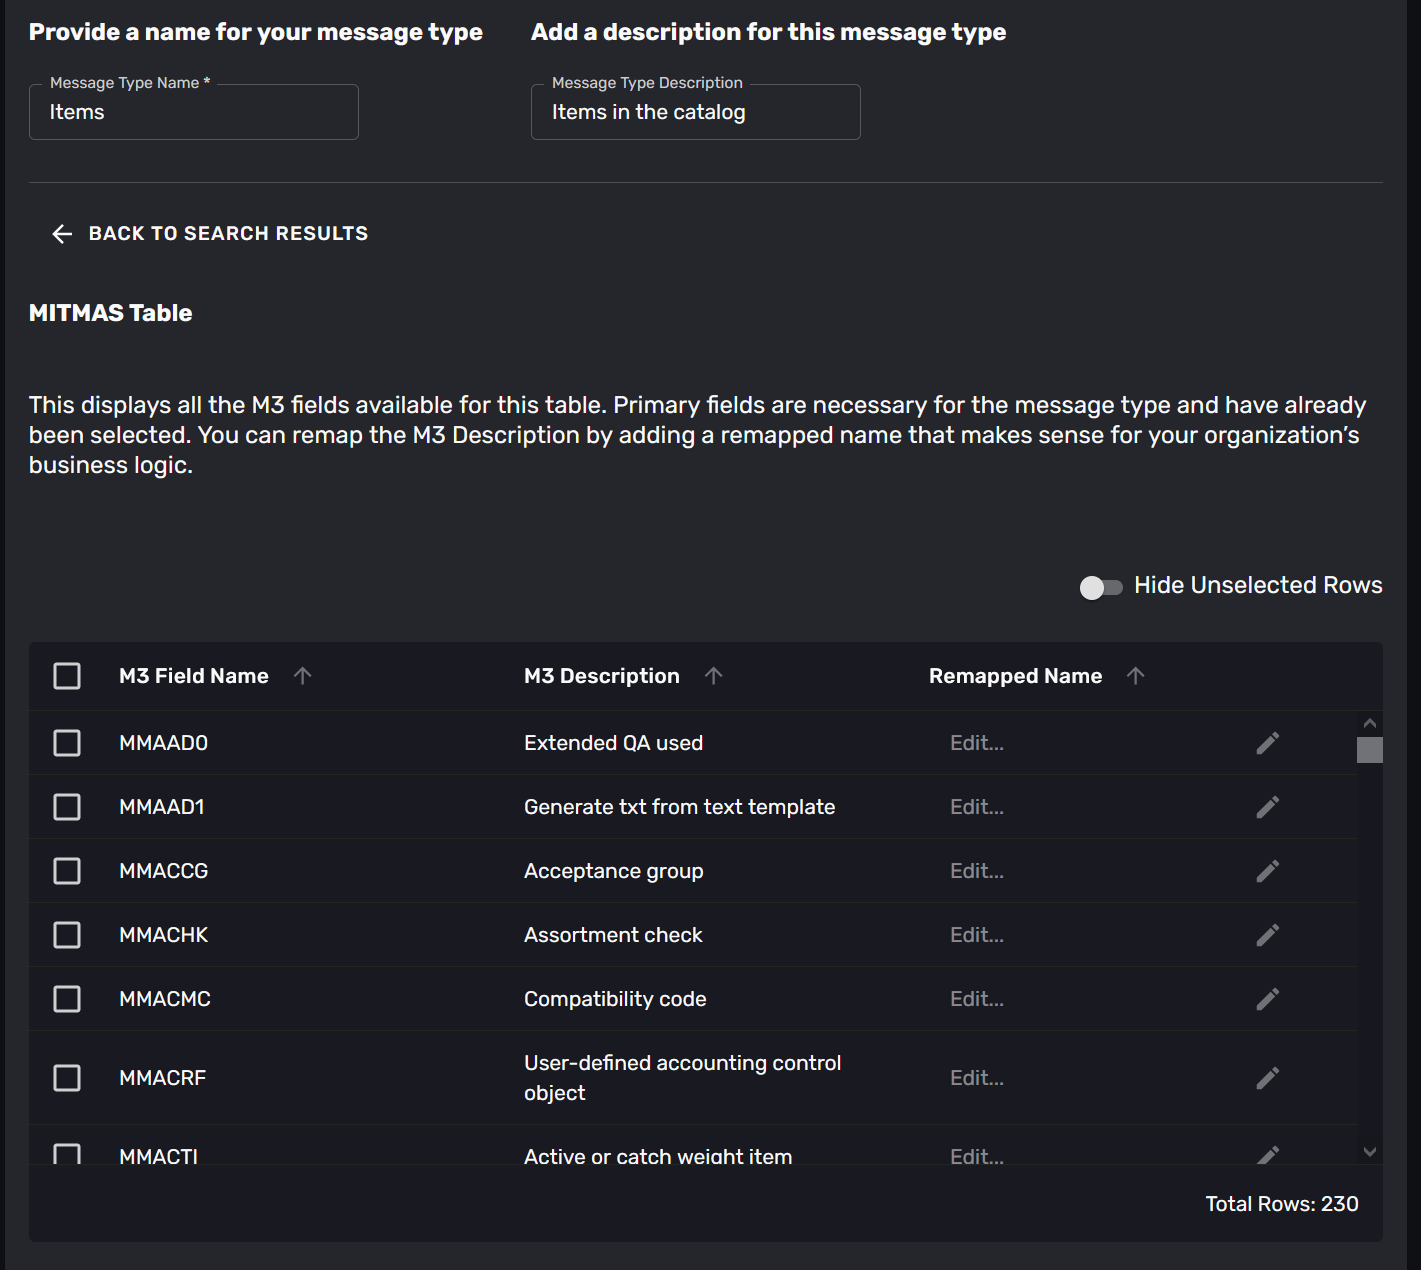 Provide a name for your message type
Add a description for this message type
Message Type Name *
Items
Message Type Description
Items in the catalog
BACK TO SEARCH RESULTS
MITMAS Table
This displays all the M3 fields available for this table. Primary fields are necessary for the message type and have already
been selected. You can remap the M3 Description by adding a remapped name that makes sense for your organization’s
business logic.
Hide Unselected Rows
M3 Field Name M3 Description Remapped Name
MMAAD0 Extended QA used Edit...
MMAAD1 Generate txt from text template Edit...
MMACCG Acceptance group Edit...
MMACHK Assortment check Edit...
MMACMC Compatibility code Edit...
MMACRF User-defined accounting control
object Edit...
MMACTI Active or catch weight item Edit...
Total Rows: 230